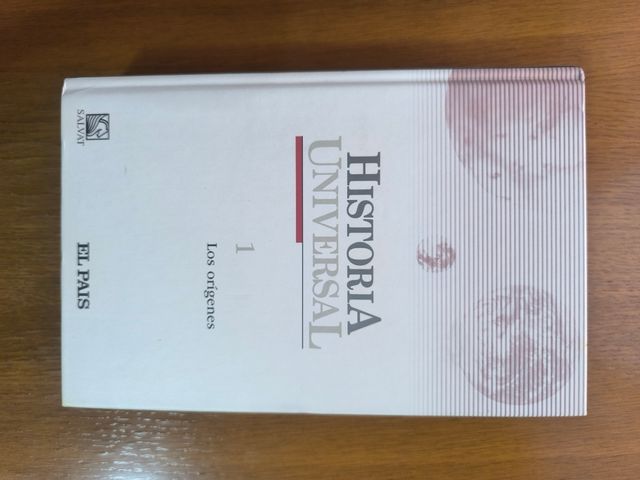 HISTORIA
UNIVERSAL
1
Los orígenes
SALVAT
EL PAIS